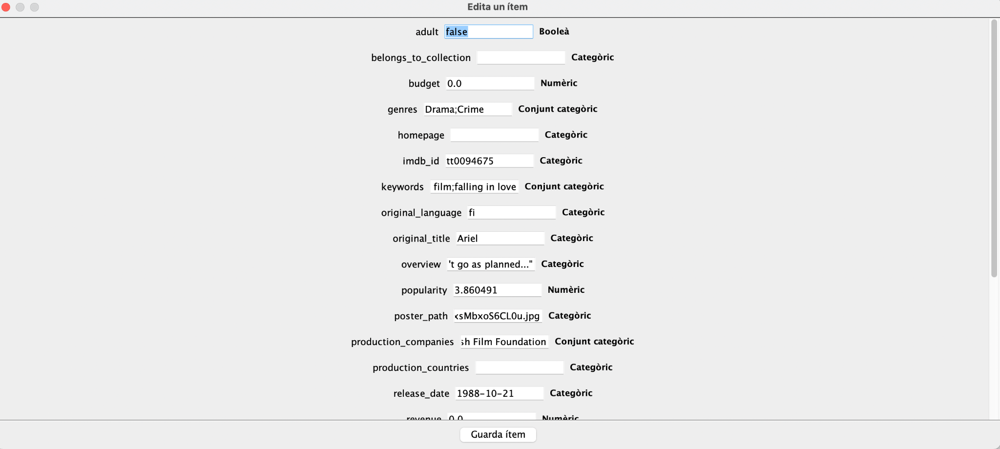 Edita un ítem
adult false Booleà
belongs_to_collection Categòric
budget 0.0 Numèric
genres Drama;Crime Conjunt categòric
homepage Categòric
imdb_id tt0094675 Categòric
keywords film;falling in love Conjunt categòric
original_language fi Categòric
original_title Ariel Categòric
overview 't go as planned..." Categòric
popularity 3.860491 Numèric
poster_path xsMbxoS6CL0u.jpg Categòric
production_companies sh Film Foundation Conjunt categòric
production_countries Categòric
release_date 1988-10-21 Categòric
revenue 0.0 Numèric
Guarda ítem